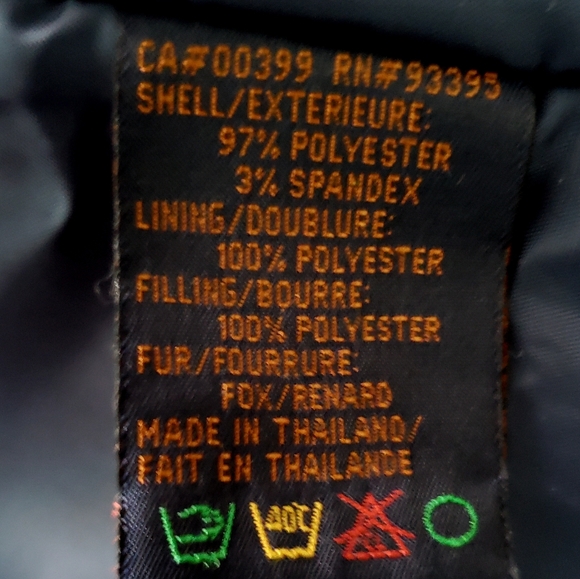 CA#00399 RN#93395
SHELL/EXTERIEURE:
97% POLYESTER
3% SPANDEX
LINING/DOUBLURE:
100% POLYESTER
FILLING/BOURRE:
100% POLYESTER
FUR/FOURRURE:
FOX/RENARD
MADE IN THAILAND/
FAIT EN THAILANDE
40C